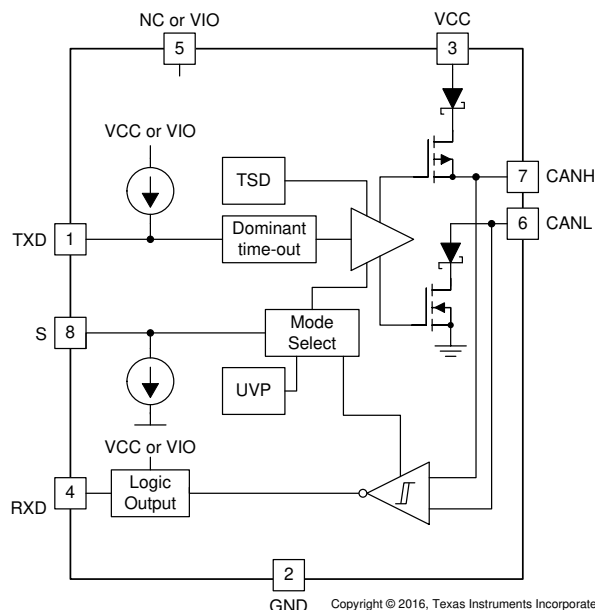 NC or VIO
VCC
5
3
VCC or VIO
TSD
7
CANH
TXD
1
Dominant
time-out
6
CANL
S
8
Mode
Select
UVP
VCC or VIO
RXD
4
Logic
Output
2
GND
Copyright © 2016, Texas Instruments Incorporate